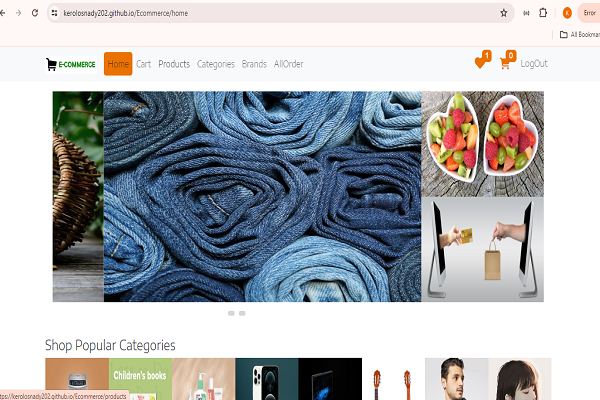 kerolosnady202.github.io/Ecommerce/home
K
Error
All Bookmar
E-COMMERCE
Home
Cart
Products
Categories
Brands
AllOrder
1
0
LogOut
Shop Popular Categories
Children's books
tps://kerolosnady202.github.io/Ecommerce/products